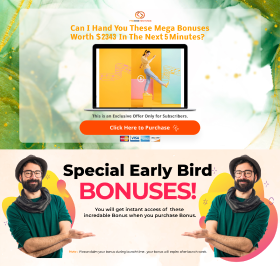 Can I Hand You These Mega Bonuses
Worth $2343 In The Next 5 Minutes?
This is an Exclusive Offer Only for Subscribers.
Click Here to Purchase
Special Early Bird
BONUSES!
You will get instant access of these
incredable Bonus when you purchase Bonus.